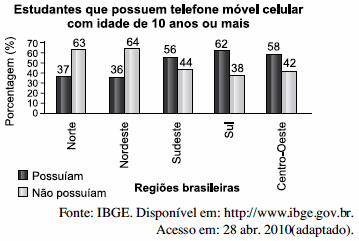 Estudantes que possuem telefone móvel celular
com idade de 10 anos ou mais
Porcentagem (%)
70
60
50
40
30
20
10
0
37 63 36 64 56 44 62 38 58 42
Norte
Nordeste
Sudeste
Sul
Centro-Oeste
Possuíam
Não possuíam
Regiões brasileiras
Fonte: IBGE. Disponível em: http://www.ibge.gov.br.
Acesso em: 28 abr. 2010(adaptado).